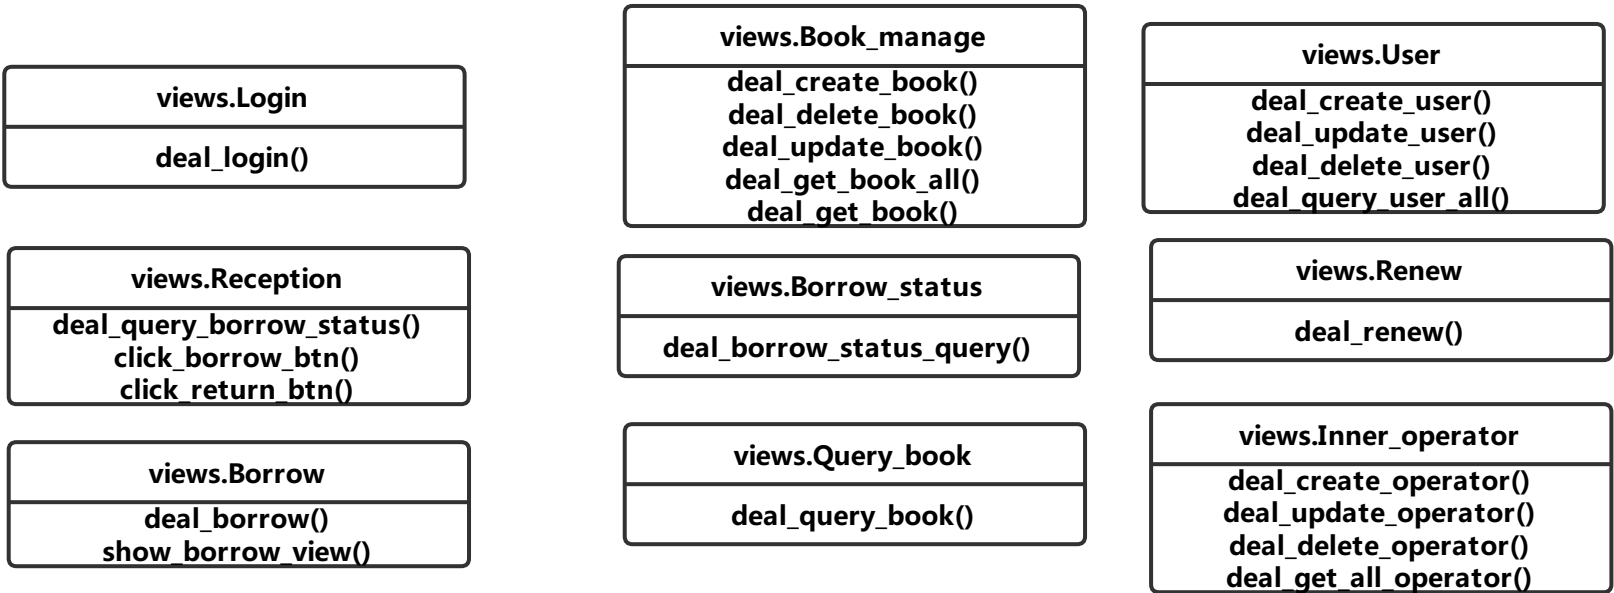 views.Login
deal_login()
views.Reception
deal_query_borrow_status()
click_borrow_btn()
click_return_btn()
views.Borrow
deal_borrow()
show_borrow_view()
views.Book_manage
deal_create_book()
deal_delete_book()
deal_update_book()
deal_get_book_all()
deal_get_book()
views.Borrow_status
deal_borrow_status_query()
views.Query_book
deal_query_book()
views.User
deal_create_user()
deal_update_user()
deal_delete_user()
deal_query_user_all()
views.Renew
deal_renew()
views.Inner_operator
deal_create_operator()
deal_update_operator()
deal_delete_operator()
deal_get_all_operator()